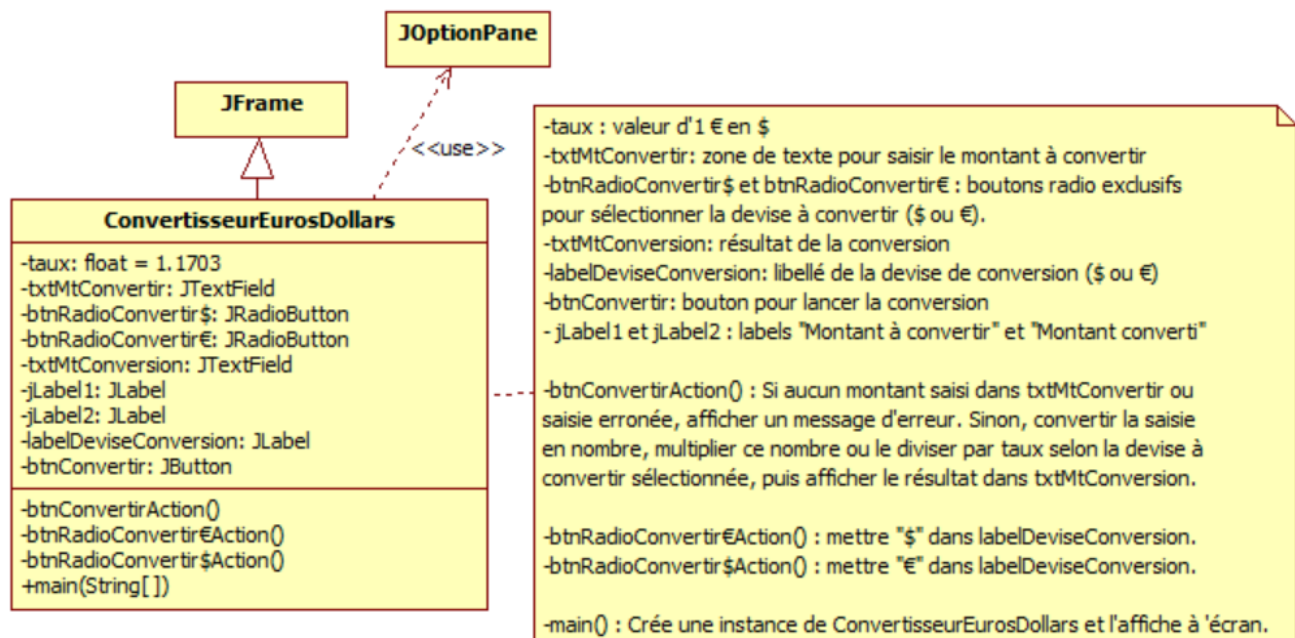 JOptionPane
JFrame
<<use>>
ConvertisseurEurosDollars
-taux: float = 1.1703
-txtMtConvertir: JTextField
-btnRadioConvertir$: JRadioButton
-btnRadioConvertir€: JRadioButton
-txtMtConversion: JTextField
-jLabel1: JLabel
-jLabel2: JLabel
-labelDeviseConversion: JLabel
-btnConvertir: JButton
-btnConvertirAction()
-btnRadioConvertir€Action()
-btnRadioConvertir$Action()
+main(String[])
-taux : valeur d'1 € en $
-txtMtConvertir: zone de texte pour saisir le montant à convertir
-btnRadioConvertir$ et btnRadioConvertir€ : boutons radio exclusifs
pour sélectionner la devise à convertir ($ ou €).
-txtMtConversion: résultat de la conversion
-labelDeviseConversion: libellé de la devise de conversion ($ ou €)
-btnConvertir: bouton pour lancer la conversion
- jLabel1 et jLabel2 : labels "Montant à convertir" et "Montant converti"
-btnConvertirAction() : Si aucun montant saisi dans txtMtConvertir ou
saisie erronée, afficher un message d'erreur. Sinon, convertir la saisie
en nombre, multiplier ce nombre ou le diviser par taux selon la devise à
convertir sélectionnée, puis afficher le résultat dans txtMtConversion.
-btnRadioConvertir€Action() : mettre "$" dans labelDeviseConversion.
-btnRadioConvertir$Action() : mettre "€" dans labelDeviseConversion.
-main() : Crée une instance de ConvertisseurEurosDollars et l'affiche à 'écran.